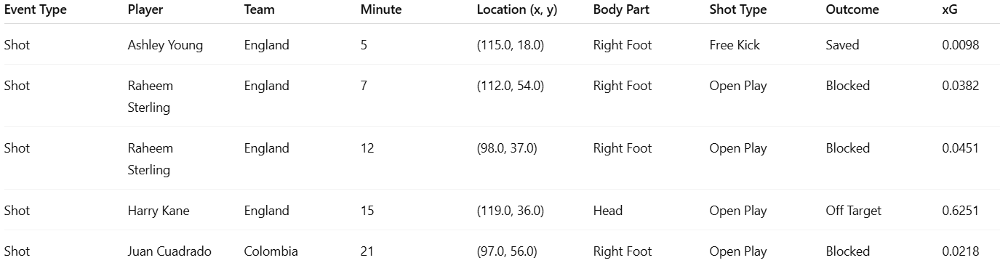 Event Type Player Team Minute Location (x, y) Body Part Shot Type Outcome xG
Shot Ashley Young England 5 (115.0, 18.0) Right Foot Free Kick Saved 0.0098
Shot Raheem England 7 (112.0, 54.0) Right Foot Open Play Blocked 0.0382
Sterling
Shot Raheem England 12 (98.0, 37.0) Right Foot Open Play Blocked 0.0451
Sterling
Shot Harry Kane England 15 (119.0, 36.0) Head Open Play Off Target 0.6251
Shot Juan Cuadrado Colombia 21 (97.0, 56.0) Right Foot Open Play Blocked 0.0218